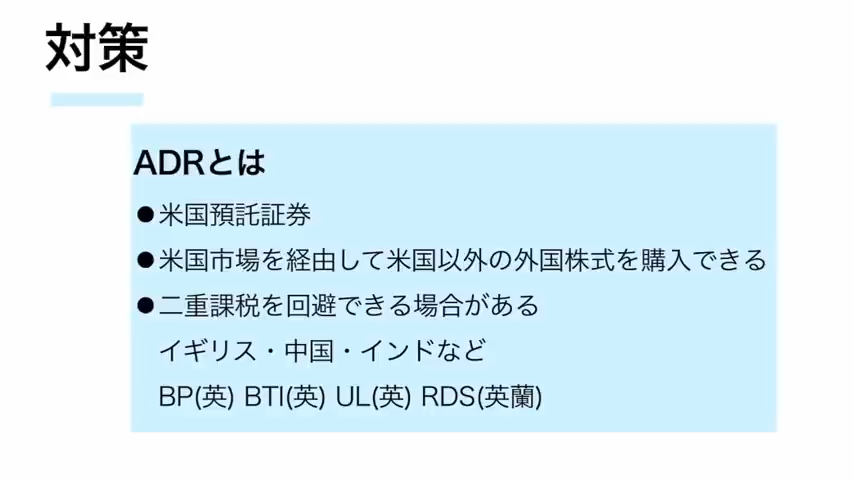 対策
ADRとは
●米国預託証券
●米国市場を経由して米国以外の外国株式を購入できる
●二重課税を回避できる場合がある
イギリス・中国・インドなど
BP(英) BTI(英) UL(英) RDS(英蘭)